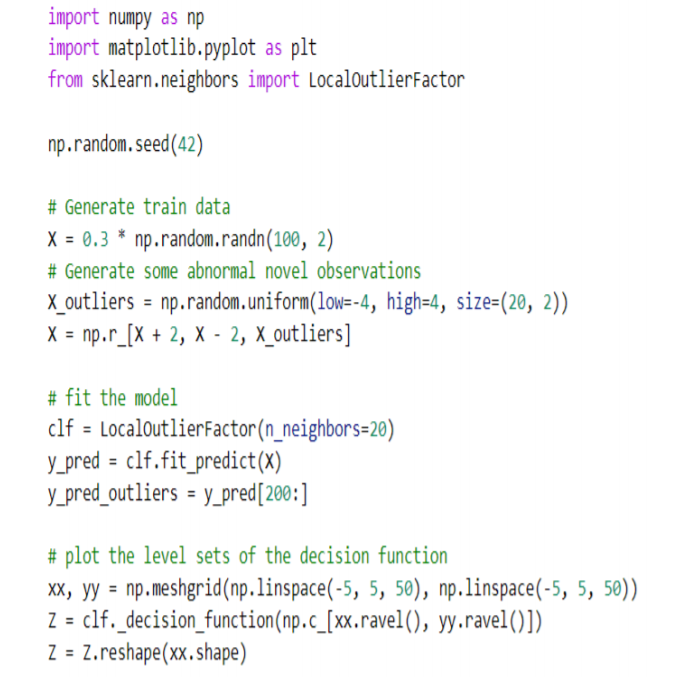 import numpy as np
import matplotlib.pyplot as plt
from sklearn.neighbors import LocalOutlierFactor
np.random.seed(42)
# Generate train data
X = 0.3 * np.random.randn(100, 2)
# Generate some abnormal novel observations
X_outliers = np.random.uniform(low=-4, high=4, size=(20, 2))
X = np.r_[X + 2, X - 2, X_outliers]
# fit the model
clf = LocalOutlierFactor(n_neighbors=20)
y_pred = clf.fit_predict(X)
y_pred_outliers = y_pred[200:]
# plot the level sets of the decision function
xx, yy = np.meshgrid(np.linspace(-5, 5, 50), np.linspace(-5, 5, 50))
Z = clf._decision_function(np.c_[xx.ravel(), yy.ravel()])
Z = Z.reshape(xx.shape)